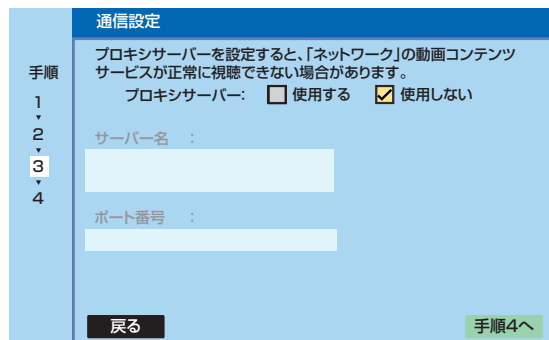 通信設定
手順
1
2
3
4
プロキシサーバーを設定すると、「ネットワーク」の動画コンテンツ
サービスが正常に視聴できない場合があります。
プロキシサーバー: 使用する 使用しない
サーバー名 :
ポート番号 :
戻る
手順4へ